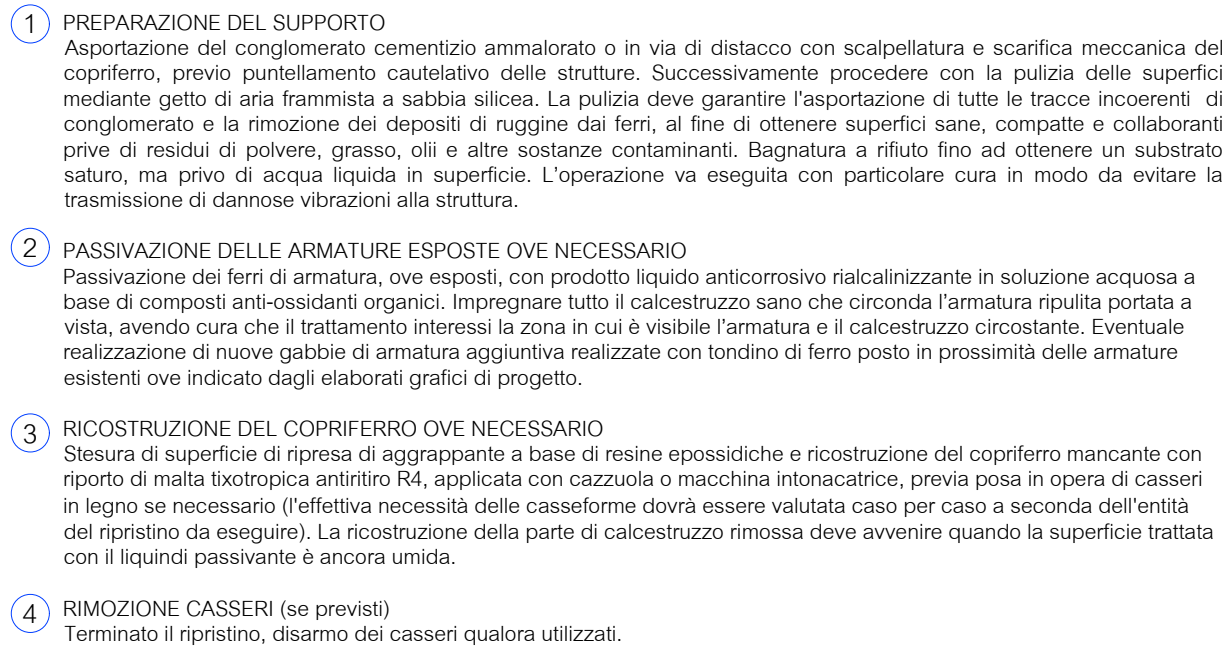 1 PREPARAZIONE DEL SUPPORTO
Asportazione del conglomerato cementizio ammalorato o in via di distacco con scalpellatura e scarifica meccanica del
copriferro, previo puntellamento cautelativo delle strutture. Successivamente procedere con la pulizia delle superfici
mediante getto di aria frammista a sabbia silicea. La pulizia deve garantire l'asportazione di tutte le tracce incoerenti di
conglomerato e la rimozione dei depositi di ruggine dai ferri, al fine di ottenere superfici sane, compatte e collaboranti
prive di residui di polvere, grasso, olii e altre sostanze contaminanti. Bagnatura a rifiuto fino ad ottenere un substrato
saturo, ma privo di acqua liquida in superficie. L’operazione va eseguita con particolare cura in modo da evitare la
trasmissione di dannose vibrazioni alla struttura.
2 PASSIVAZIONE DELLE ARMATURE ESPOSTE OVE NECESSARIO
Passivazione dei ferri di armatura, ove esposti, con prodotto liquido anticorrosivo rialcalinizzante in soluzione acquosa a
base di composti anti-ossidanti organici. Impregnare tutto il calcestruzzo sano che circonda l’armatura ripulita portata a
vista, avendo cura che il trattamento interessi la zona in cui è visibile l’armatura e il calcestruzzo circostante. Eventuale
realizzazione di nuove gabbie di armatura aggiuntiva realizzate con tondino di ferro posto in prossimità delle armature
esistenti ove indicato dagli elaborati grafici di progetto.
3 RICOSTRUZIONE DEL COPRIFERRO OVE NECESSARIO
Stesura di superficie di ripresa di aggrappante a base di resine epossidiche e ricostruzione del copriferro mancante con
riporto di malta tixotropica antiritiro R4, applicata con cazzuola o macchina intonacatrice, previa posa in opera di casseri
in legno se necessario (l'effettiva necessità delle casseforme dovrà essere valutata caso per caso a seconda dell'entità
del ripristino da eseguire). La ricostruzione della parte di calcestruzzo rimossa deve avvenire quando la superficie trattata
con il liquindi passivante è ancora umida.
4 RIMOZIONE CASSERI (se previsti)
Terminato il ripristino, disarmo dei casseri qualora utilizzati.